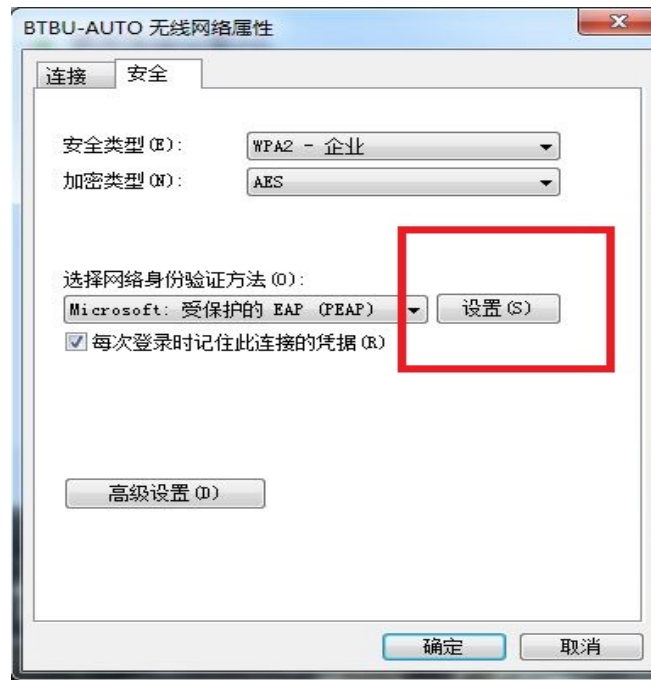 BTBU-AUTO 无线网络属性
连接 安全
安全类型(E): WPA2 - 企业
加密类型(N): AES
选择网络身份验证方法(O):
Microsoft: 受保护的 EAP (PEAP) 设置(S)
每次登录时记住此连接的凭据(R)
高级设置(D)
确定 取消